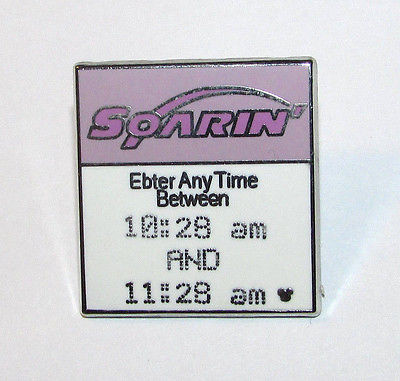 SOARIN'
Ebter Any Time
Between
10:28 am
AND
11:28 am